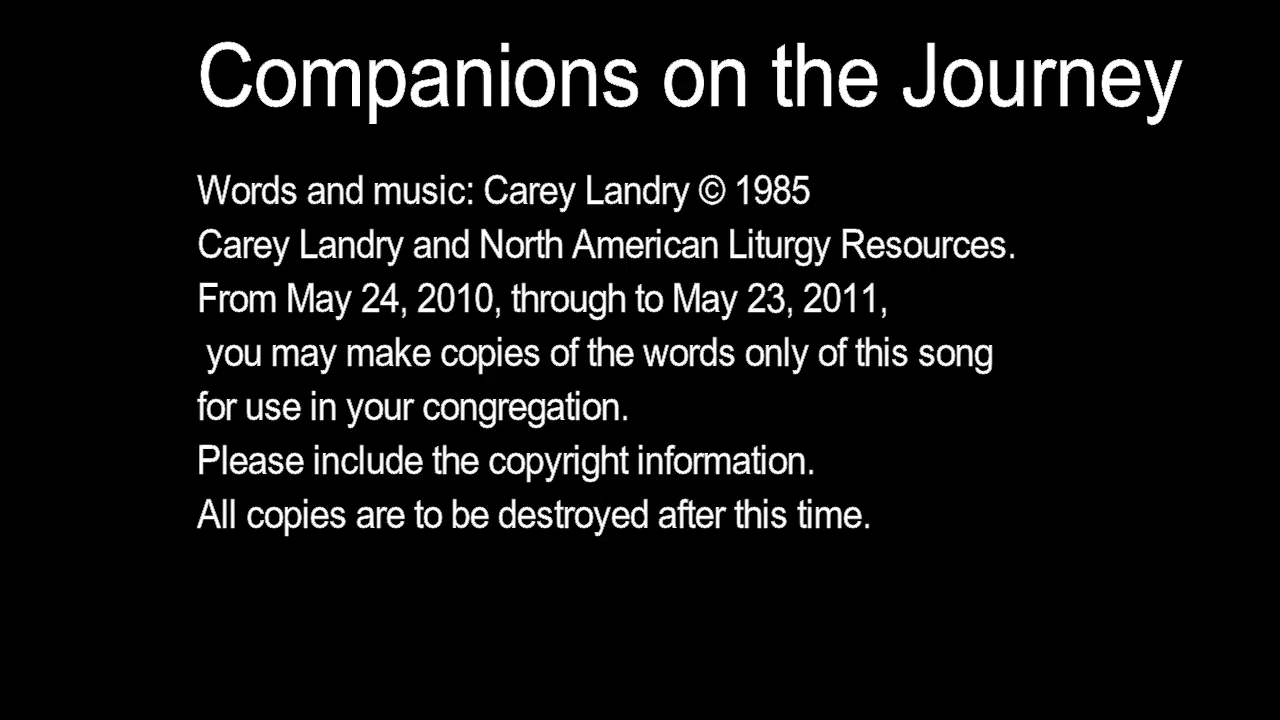 Companions on the Journey
Words and music: Carey Landry © 1985
Carey Landry and North American Liturgy Resources.
From May 24, 2010, through to May 23, 2011,
you may make copies of the words only of this song
for use in your congregation.
Please include the copyright information.
All copies are to be destroyed after this time.